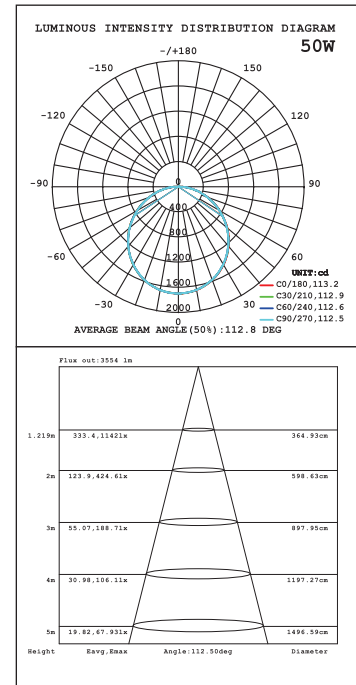 LUMINOUS INTENSITY DISTRIBUTION DIAGRAM
50W
-/+180
-150 150
-120 120
-90 90
-60 60
-30 30
0
0
400
800
1200
1600
2000
UNIT:cd
C0/180,113.2
C30/210,112.9
C60/240,112.6
C90/270,112.5
AVERAGE BEAM ANGLE(50%):112.8 DEG
Flux out:3554 lm
1.219m 333.4,1142lx 364.93cm
2m 123.9,424.6lx 598.63cm
3m 55.07,188.7lx 897.95cm
4m 30.98,106.1lx 1197.27cm
5m 19.82,67.93lx 1496.59cm
Height Eavg,Emax Angle:112.50deg Diameter